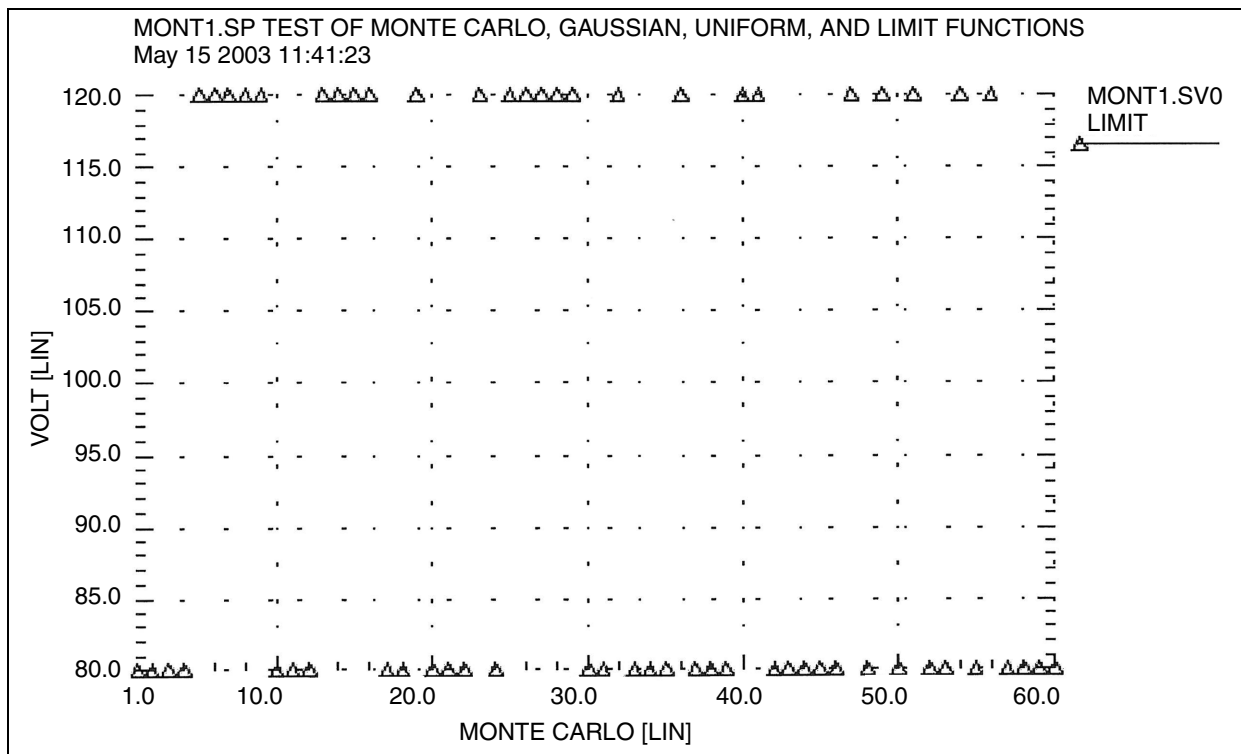 MONT1.SP TEST OF MONTE CARLO, GAUSSIAN, UNIFORM, AND LIMIT FUNCTIONS
May 15 2003 11:41:23
MONT1.SV0
LIMIT
120.0
115.0
110.0
105.0
100.0
95.0
90.0
85.0
80.0
VOLT [LIN]
1.0 10.0 20.0 30.0 40.0 50.0 60.0
MONTE CARLO [LIN]